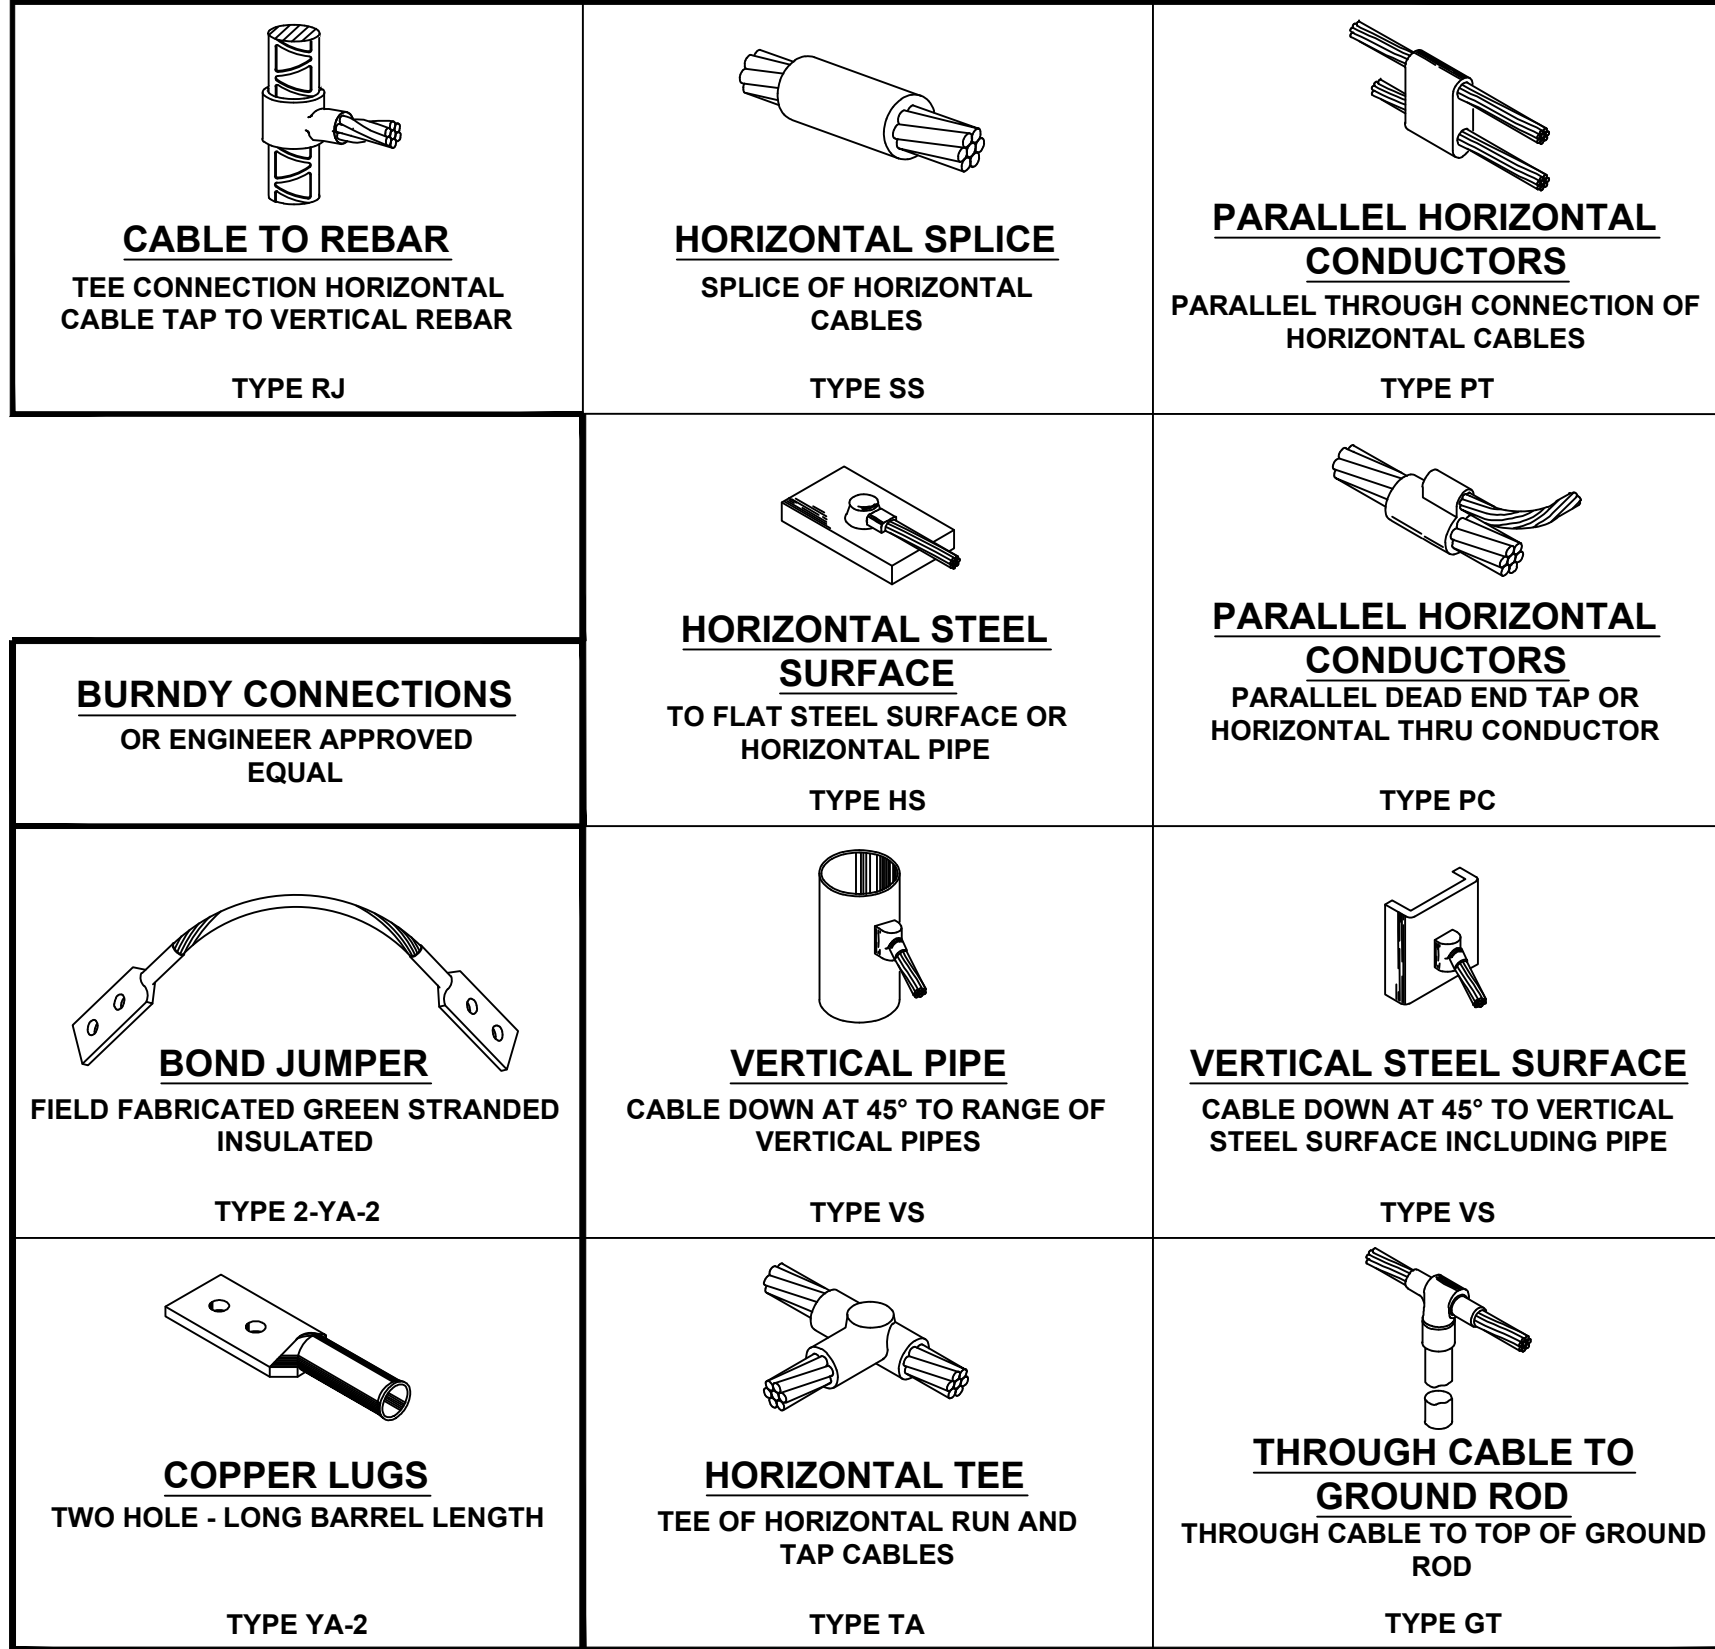 CABLE TO REBAR
TEE CONNECTION HORIZONTAL
CABLE TAP TO VERTICAL REBAR
TYPE RJ
HORIZONTAL SPLICE
SPLICE OF HORIZONTAL
CABLES
TYPE SS
PARALLEL HORIZONTAL
CONDUCTORS
PARALLEL THROUGH CONNECTION OF
HORIZONTAL CABLES
TYPE PT
HORIZONTAL STEEL
SURFACE
TO FLAT STEEL SURFACE OR
HORIZONTAL PIPE
TYPE HS
PARALLEL HORIZONTAL
CONDUCTORS
PARALLEL DEAD END TAP OR
HORIZONTAL THRU CONDUCTOR
TYPE PC
BURNDY CONNECTIONS
OR ENGINEER APPROVED
EQUAL
BOND JUMPER
FIELD FABRICATED GREEN STRANDED
INSULATED
TYPE 2-YA-2
VERTICAL PIPE
CABLE DOWN AT 45° TO RANGE OF
VERTICAL PIPES
TYPE VS
VERTICAL STEEL SURFACE
CABLE DOWN AT 45° TO VERTICAL
STEEL SURFACE INCLUDING PIPE
TYPE VS
COPPER LUGS
TWO HOLE - LONG BARREL LENGTH
TYPE YA-2
HORIZONTAL TEE
TEE OF HORIZONTAL RUN AND
TAP CABLES
TYPE TA
THROUGH CABLE TO
GROUND ROD
THROUGH CABLE TO TOP OF GROUND
ROD
TYPE GT